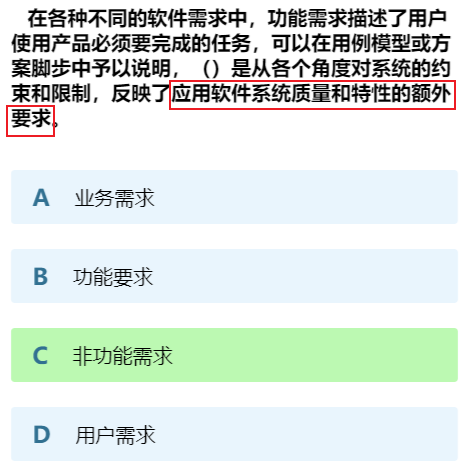 在各种不同的软件需求中，功能需求描述了用户
使用产品必须要完成的任务，可以在用例模型或方
案脚步中予以说明，（）是从各个角度对系统的约
束和限制，反映了应用软件系统质量和特性的额外
要求。
A 业务需求
B 功能要求
C 非功能需求
D 用户需求